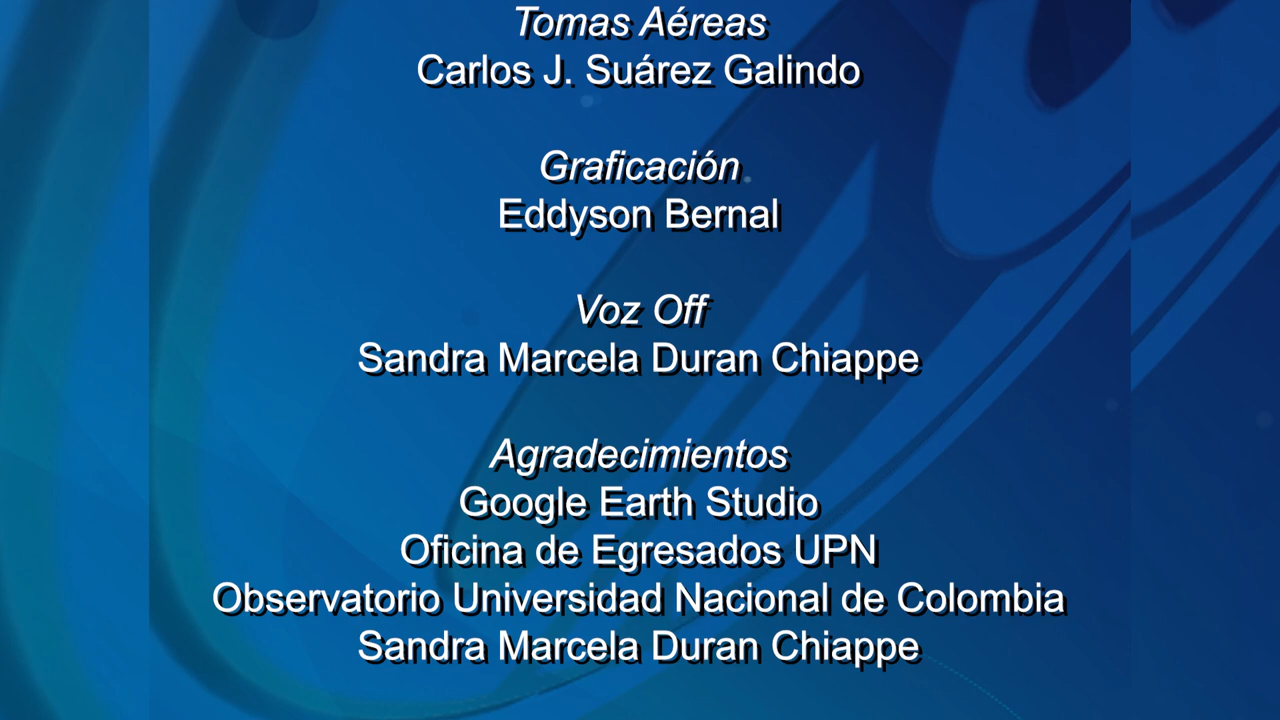 Tomas Aéreas
Carlos J. Suárez Galindo
Graficación
Eddyson Bernal
Voz Off
Sandra Marcela Duran Chiappe
Agradecimientos
Google Earth Studio
Oficina de Egresados UPN
Observatorio Universidad Nacional de Colombia
Sandra Marcela Duran Chiappe